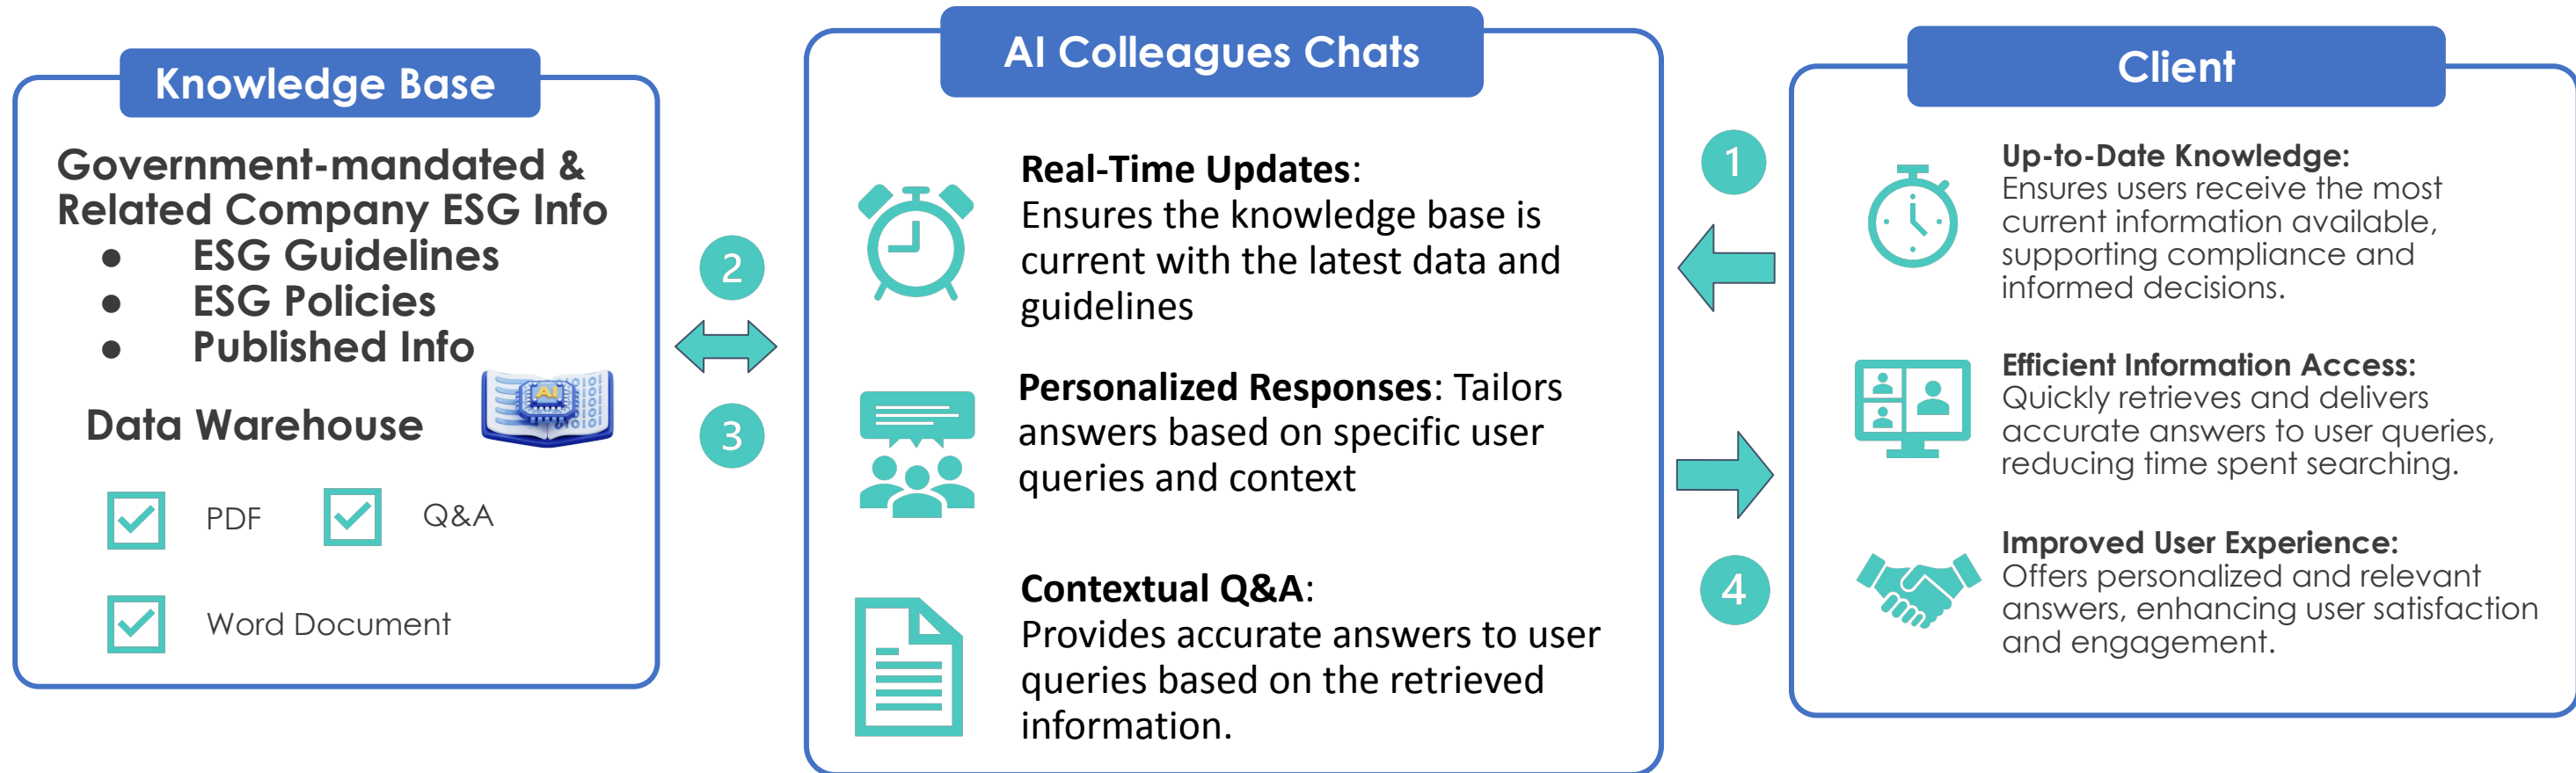 Knowledge Base
Government-mandated &
Related Company ESG Info
● ESG Guidelines
● ESG Policies
● Published Info
AI
Data Warehouse
PDF
Q&A
Word Document
2
3
AI Colleagues Chats
Real-Time Updates:
Ensures the knowledge base is
current with the latest data and
guidelines
Personalized Responses: Tailors
answers based on specific user
queries and context
Contextual Q&A:
Provides accurate answers to user
queries based on the retrieved
information.
1
4
Client
Up-to-Date Knowledge:
Ensures users receive the most
current information available,
supporting compliance and
informed decisions.
Efficient Information Access:
Quickly retrieves and delivers
accurate answers to user queries,
reducing time spent searching.
Improved User Experience:
Offers personalized and relevant
answers, enhancing user satisfaction
and engagement.